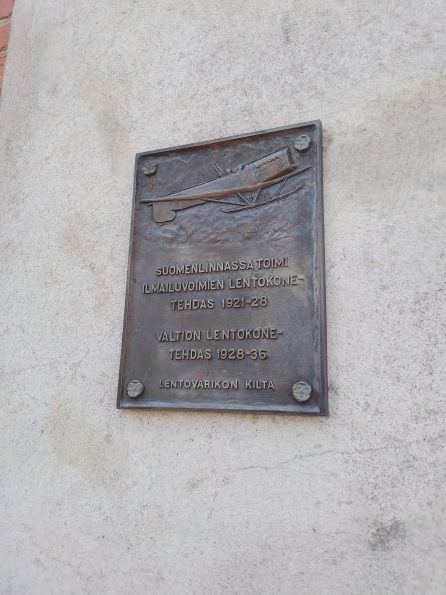 SUOMENLINNASSA TOIMI
ILMAILUVOIMIEN LENTOKONE-
TEHDAS 1921-28
VALTION LENTOKONE-
TEHDAS 1928-36
LENTOVARIKON KILTA